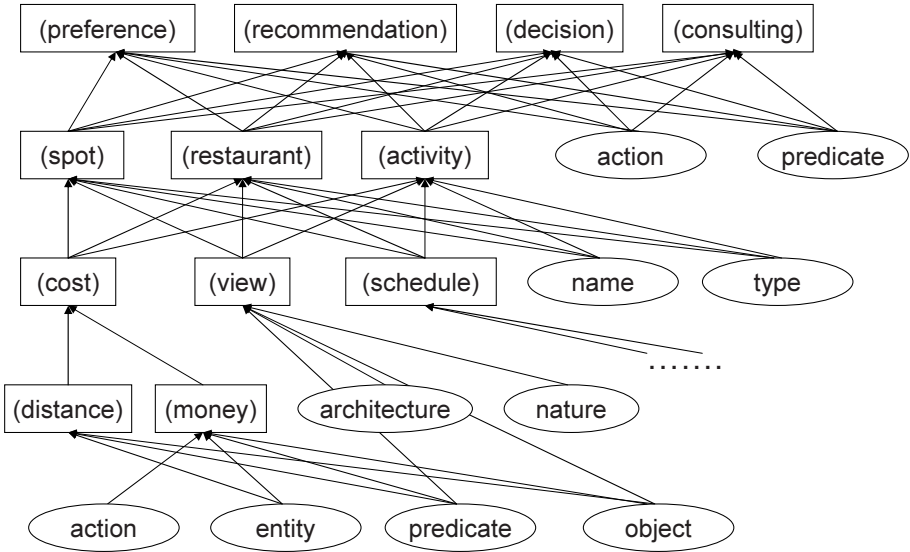 (preference) (recommendation) (decision) (consulting)
(spot) (restaurant) (activity) action predicate
(cost) (view) (schedule) name type
.......
(distance) (money) architecture nature
action entity predicate object